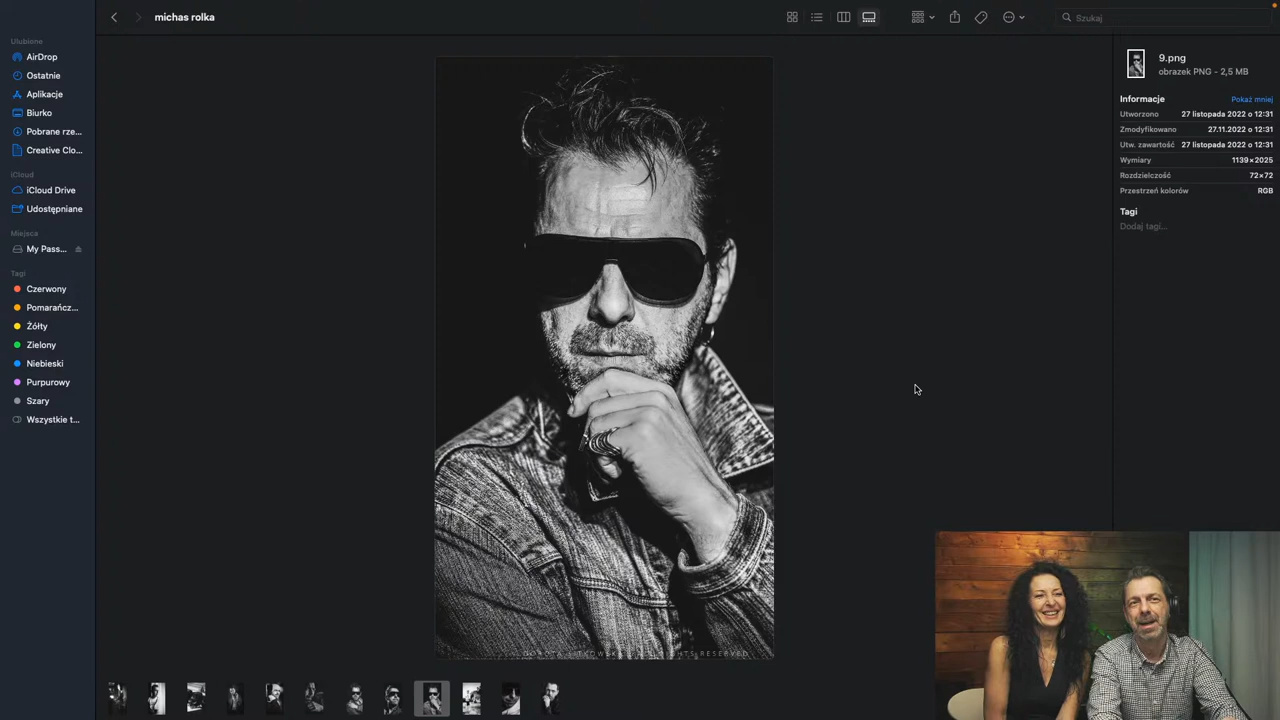 michas rolka
Szukaj
Ulubione
AirDrop
Ostatnie
Aplikacje
Biurko
Pobrane rze...
Creative Clo...
iCloud
iCloud Drive
Udostępniane
Miejsca
My Pass...
Tagi
Czerwony
Pomarańcz...
Żółty
Zielony
Niebieski
Purpurowy
Szary
Wszystkie t...
9.png
obrazek PNG - 2,5 MB
Informacje
Pokaż mniej
Utworzono 27 listopada 2022 o 12:31
Zmodyfikowano 27.11.2022 o 12:31
Utw. zawartość 27 listopada 2022 o 12:31
Wymiary 1139×2025
Rozdzielczość 72×72
Przestrzeń kolorów RGB
Tagi
Dodaj tagi...
RESERVED